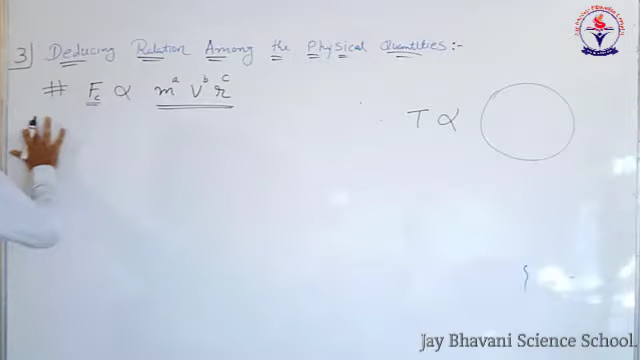 3] Deducing Relation Among the Physical Quantities :-
# Fc ∝ m^a v^b r^c
T ∝
Jay Bhavani Science School.